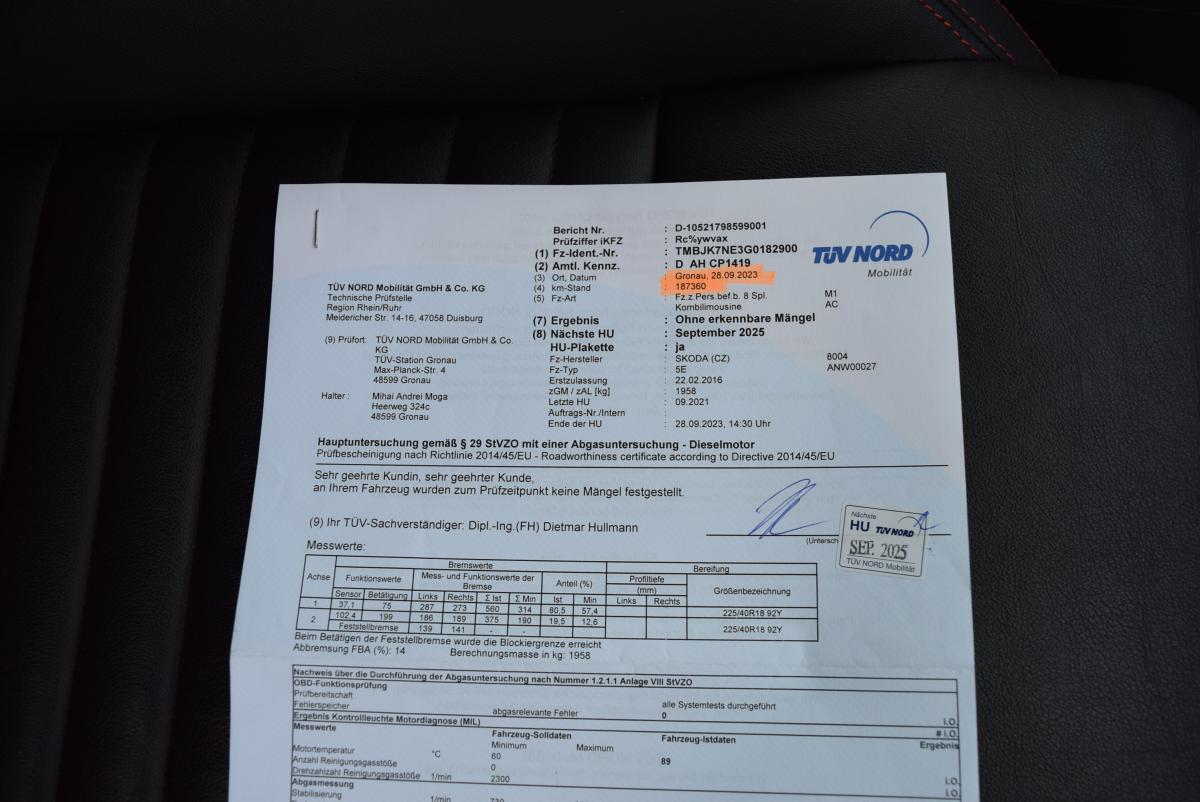 Bericht Nr. : D-10521798599001
Prüfziffer iKFZ : Rc%ywvax
(1) Fz-Ident.-Nr. : TMBJK7NE3G0182900
(2) Amtl. Kennz. : D AH CP1419
(3) Ort, Datum : Gronau, 28.09.2023
(4) km-Stand : 187360
(5) Fz-Art : Fz.z.Pers.bef.b. 8 Spl. M1
Kombilimousine AC
(7) Ergebnis : Ohne erkennbare Mängel
(8) Nächste HU : September 2025
HU-Plakette : ja
Fz-Hersteller : SKODA (CZ) 8004
Fz-Typ : 5E ANW00027
Erstzulassung : 22.02.2016
zGM / zAL [kg] : 1958
Letzte HU : 09.2021
Auftrags-Nr./Intern :
Ende der HU : 28.09.2023, 14:30 Uhr
TÜV NORD
Mobilität
TÜV NORD Mobilität GmbH & Co. KG
Technische Prüfstelle
Region Rhein/Ruhr
Meidericher Str. 14-16, 47058 Duisburg
(9) Prüfort: TÜV NORD Mobilität GmbH & Co.
KG
TÜV-Station Gronau
Max-Planck-Str. 4
48599 Gronau
Halter : Mihai Andrei Moga
Heerweg 324c
48599 Gronau
Hauptuntersuchung gemäß § 29 StVZO mit einer Abgasuntersuchung - Dieselmotor
Prüfbescheinigung nach Richtlinie 2014/45/EU - Roadworthiness certificate according to Directive 2014/45/EU
Sehr geehrte Kundin, sehr geehrter Kunde,
an Ihrem Fahrzeug wurden zum Prüfzeitpunkt keine Mängel festgestellt.
(9) Ihr TÜV-Sachverständiger: Dipl.-Ing.(FH) Dietmar Hullmann
(Untersch
Nächste
HU TÜV NORD
SEP. 2025
TÜV NORD Mobilität
Messwerte:
Achse Bremswerte Bereifung
Funktionswerte Mess- und Funktionswerte der Bremse Anteil (%) Profiltiefe (mm) Größenbezeichnung
Sensor Betätigung Links Rechts Σ Ist Σ Min Ist Min Links Rechts
1 37.1 75 287 273 560 314 80,5 57,4 225/40R18 92Y
2 102.4 199 186 189 375 190 19,5 12,6 225/40R18 92Y
Feststellbremse 139 141 - -
Beim Betätigen der Feststellbremse wurde die Blockiergrenze erreicht
Abbremsung FBA (%): 14 Berechnungsmasse in kg: 1958
Nachweis über die Durchführung der Abgasuntersuchung nach Nummer 1.2.1.1 Anlage VIII StVZO
OBD-Funktionsprüfung
Prüfbereitschaft alle Systemtests durchgeführt
Fehlerspeicher abgasrelevante Fehler 0 i.O.
Ergebnis Kontrollleuchte Motordiagnose (MIL) # i.O.
Messwerte Fahrzeug-Solldaten Fahrzeug-Istdaten Ergebnis
Minimum Maximum
Motortemperatur °C 60 89
Anzahl Reinigungsgasstöße 0 i.O.
Drehzahlzahl Reinigungsgasstöße 1/min 2300 i.O.
Abgasmessung
Stabilisierung 1/min 730